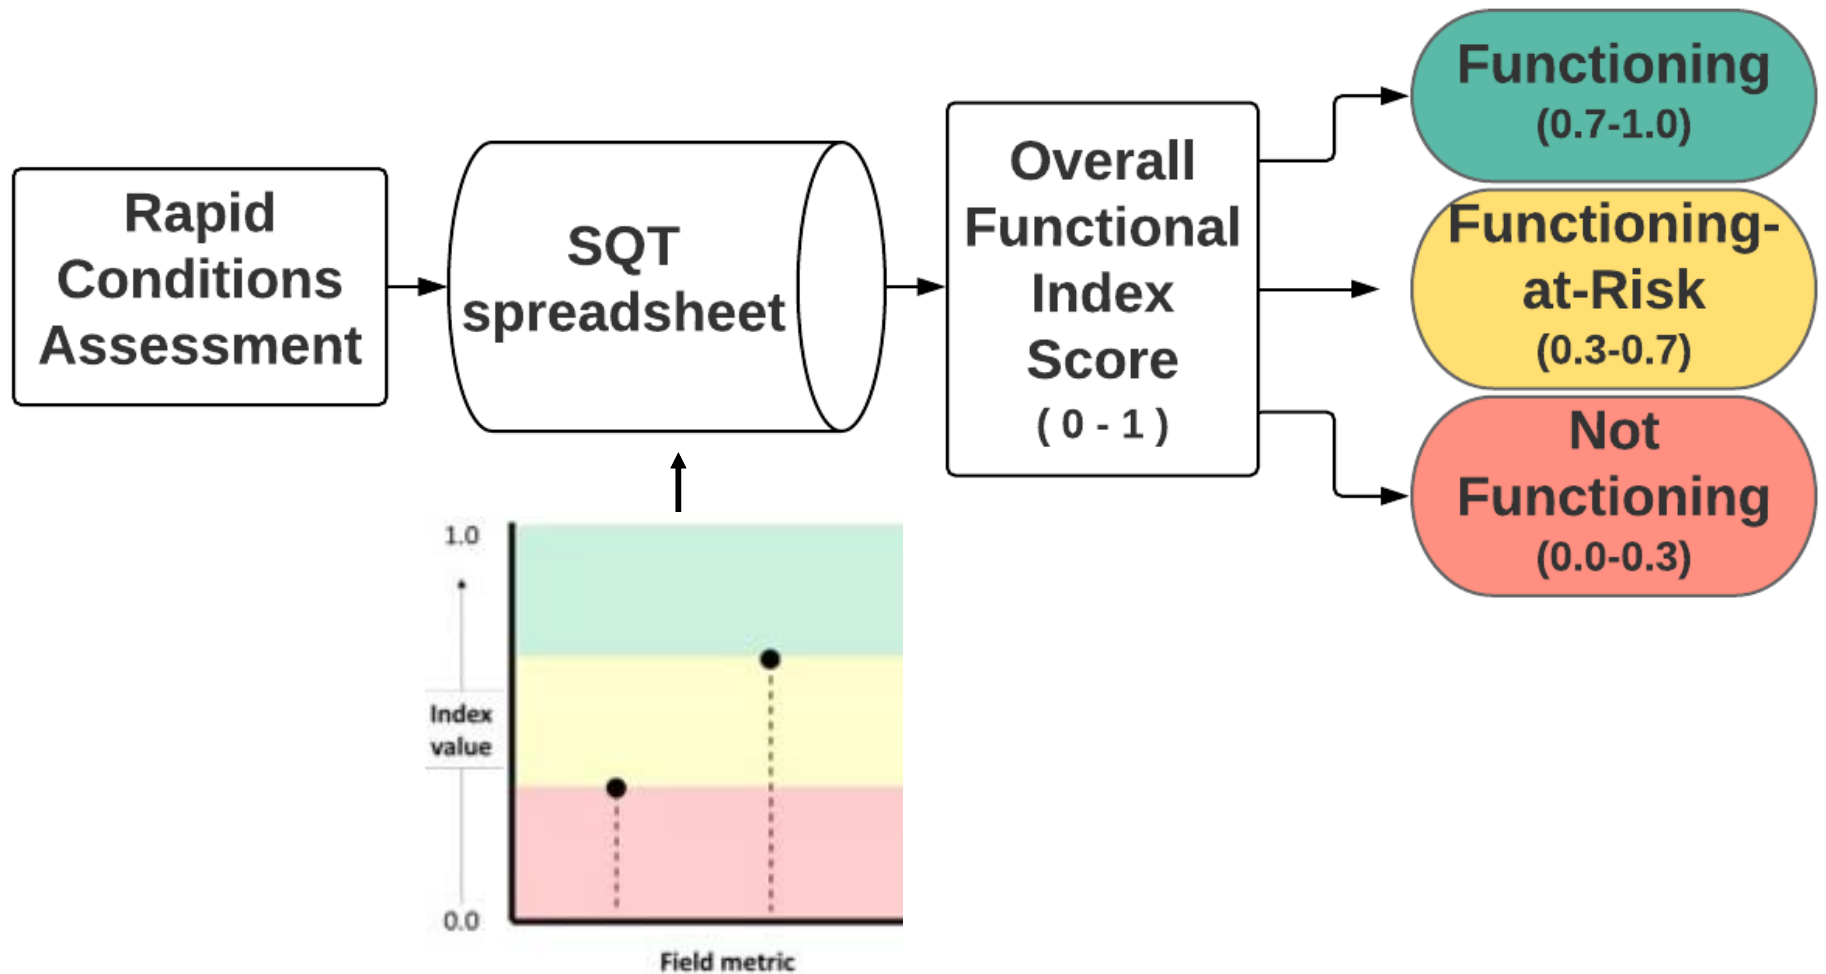 Rapid
Conditions
Assessment
SQT
spreadsheet
Overall
Functional
Index
Score
( 0 - 1 )
Functioning
(0.7-1.0)
Functioning-
at-Risk
(0.3-0.7)
Not
Functioning
(0.0-0.3)
1.0
Index
value
0.0
Field metric